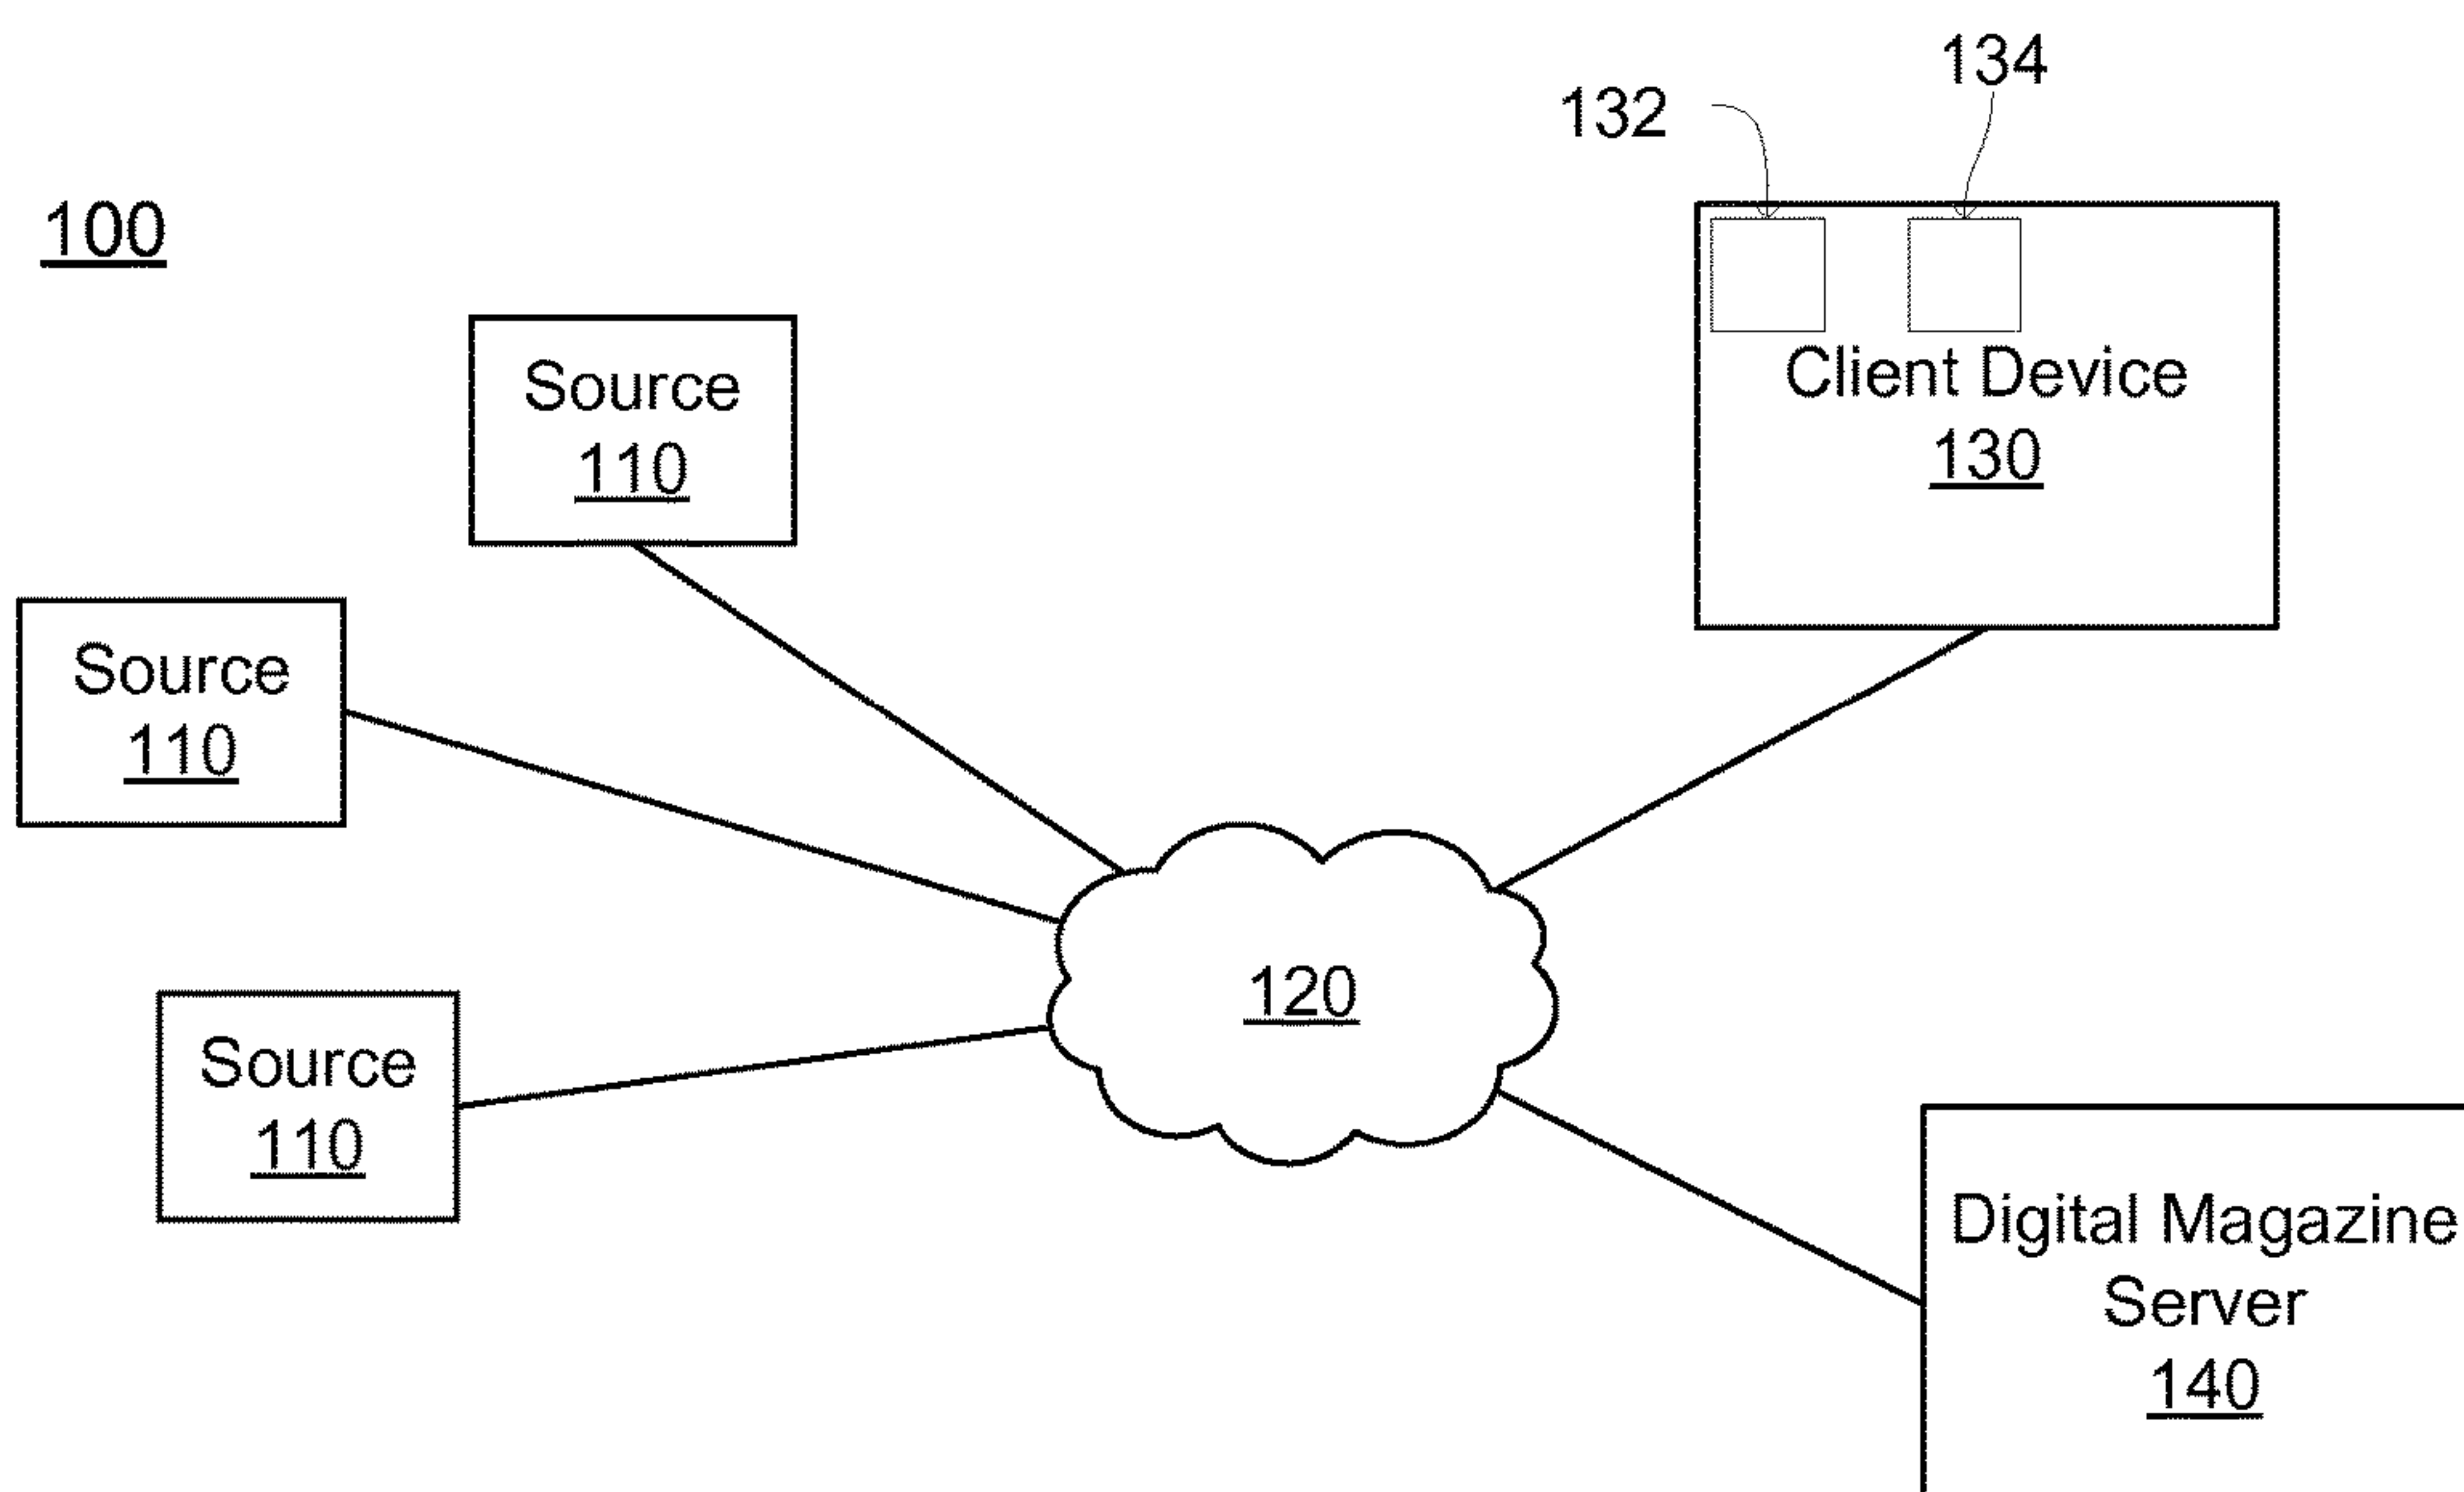 134
132
100
Source
110
Client Device
130
Source
110
120
Source
110
Digital Magazine
Server
140